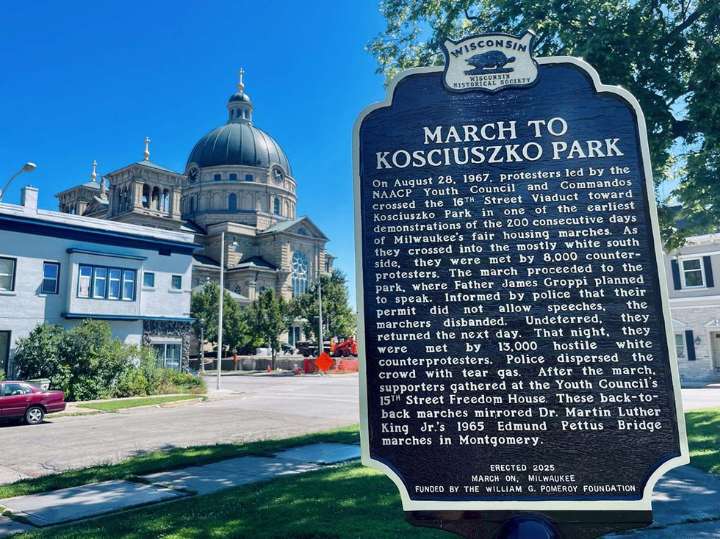 WISCONSIN
WISCONSIN
HISTORICAL SOCIETY
MARCH TO
KOSCIUSZKO PARK
On August 28, 1967, protesters led by the
NAACP Youth Council and Commandos
crossed the 16TH Street Viaduct toward
Kosciuszko Park in one of the earliest
demonstrations of the 200 consecutive days
of Milwaukee's fair housing marches. As
they crossed into the mostly white south
side, they were met by 8,000 counter-
protesters. The march proceeded to the
park, where Father James Groppi planned
to speak. Informed by police that their
permit did not allow speeches, the
marchers disbanded. Undeterred, they
returned the next day. That night, they
were met by 13,000 hostile white
counterprotesters. Police dispersed the
crowd with tear gas. After the march,
supporters gathered at the Youth Council's
15TH Street Freedom House. These back-to-
back marches mirrored Dr. Martin Luther
King Jr.'s 1965 Edmund Pettus Bridge
marches in Montgomery.
ERECTED 2025
MARCH ON, MILWAUKEE
FUNDED BY THE WILLIAM G. POMEROY FOUNDATION